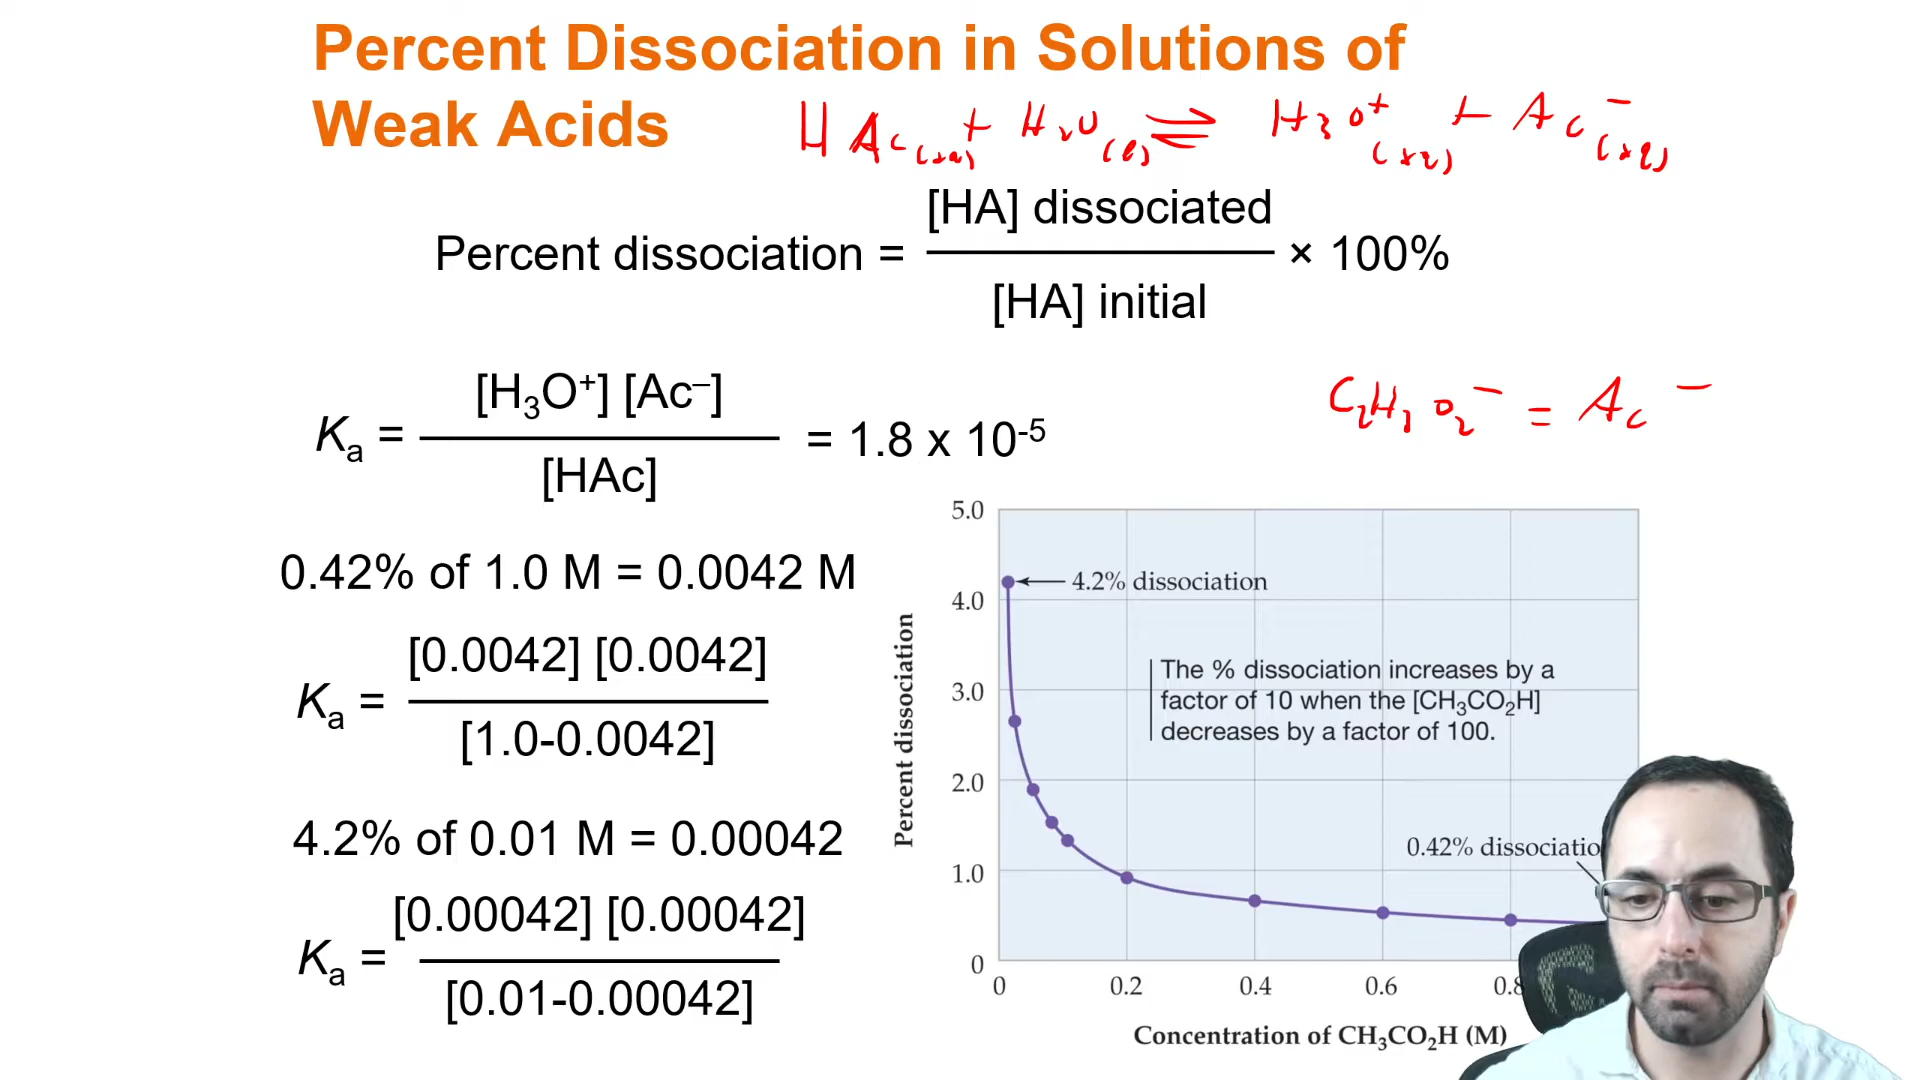 Percent Dissociation in Solutions of
Weak Acids
HAc(aq) + H₂O(l) ⇌ H₃O⁺(aq) + Ac⁻(aq)
Percent dissociation = [HA] dissociated / [HA] initial × 100%
Kₐ = [H₃O⁺] [Ac⁻] / [HAc] = 1.8 x 10⁻⁵
C₂H₃O₂⁻ = Ac⁻
0.42% of 1.0 M = 0.0042 M
Kₐ = [0.0042] [0.0042] / [1.0-0.0042]
4.2% of 0.01 M = 0.00042
Kₐ = [0.00042] [0.00042] / [0.01-0.00042]
Percent dissociation
5.0
4.0
3.0
2.0
1.0
0
4.2% dissociation
The % dissociation increases by a
factor of 10 when the [CH₃CO₂H]
decreases by a factor of 100.
0.42% dissociatio
0 0.2 0.4 0.6 0.8
Concentration of CH₃CO₂H (M)